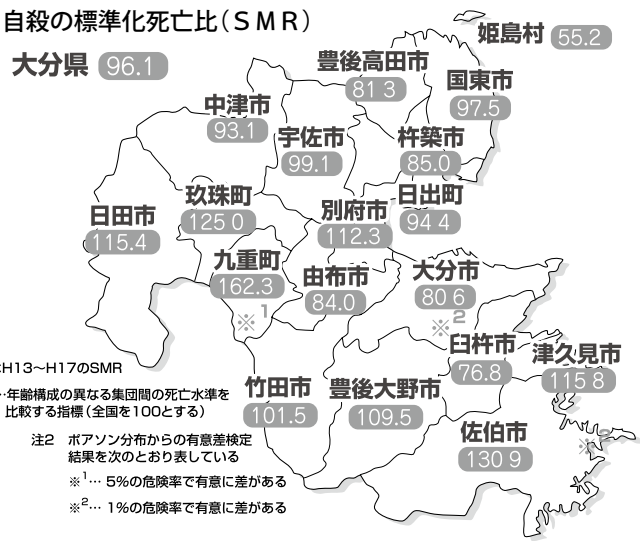 自殺の標準化死亡比(SMR)
大分県 96.1
姫島村 55.2
豊後高田市
81 3
国東市
97.5
中津市
93.1
宇佐市
99.1
杵築市
85.0
玖珠町
125 0
日田市
115.4
別府市
112.3
日出町
94 4
九重町
162.3
※1
由布市
84.0
大分市
80 6
※2
臼杵市
76.8
津久見市
115 8
竹田市
101.5
豊後大野市
109.5
佐伯市
130 9
※2
H13〜H17のSMR
…年齢構成の異なる集団間の死亡水準を
比較する指標(全国を100とする)
注2 ポアソン分布からの有意差検定
結果を次のとおり表している
※1… 5%の危険率で有意に差がある
※2… 1%の危険率で有意に差がある